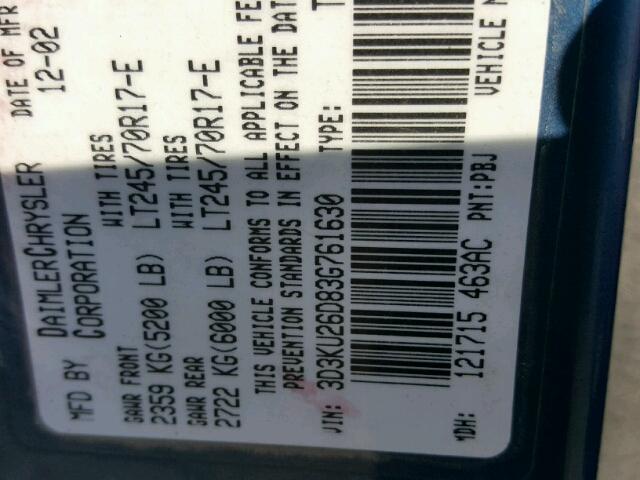 MFD BY DAIMLERCHRYSLER CORPORATION
DATE OF MFR 12-02
GAWR FRONT WITH TIRES
2359 KG(5200 LB) LT245/70R17-E
GAWR REAR WITH TIRES
2722 KG(6000 LB) LT245/70R17-E
THIS VEHICLE CONFORMS TO ALL APPLICABLE FE
PREVENTION STANDARDS IN EFFECT ON THE DAT
VIN: 3D3KU26D83G761630 TYPE: T
MDH: 121715 463AC PNT:PBJ VEHICLE M